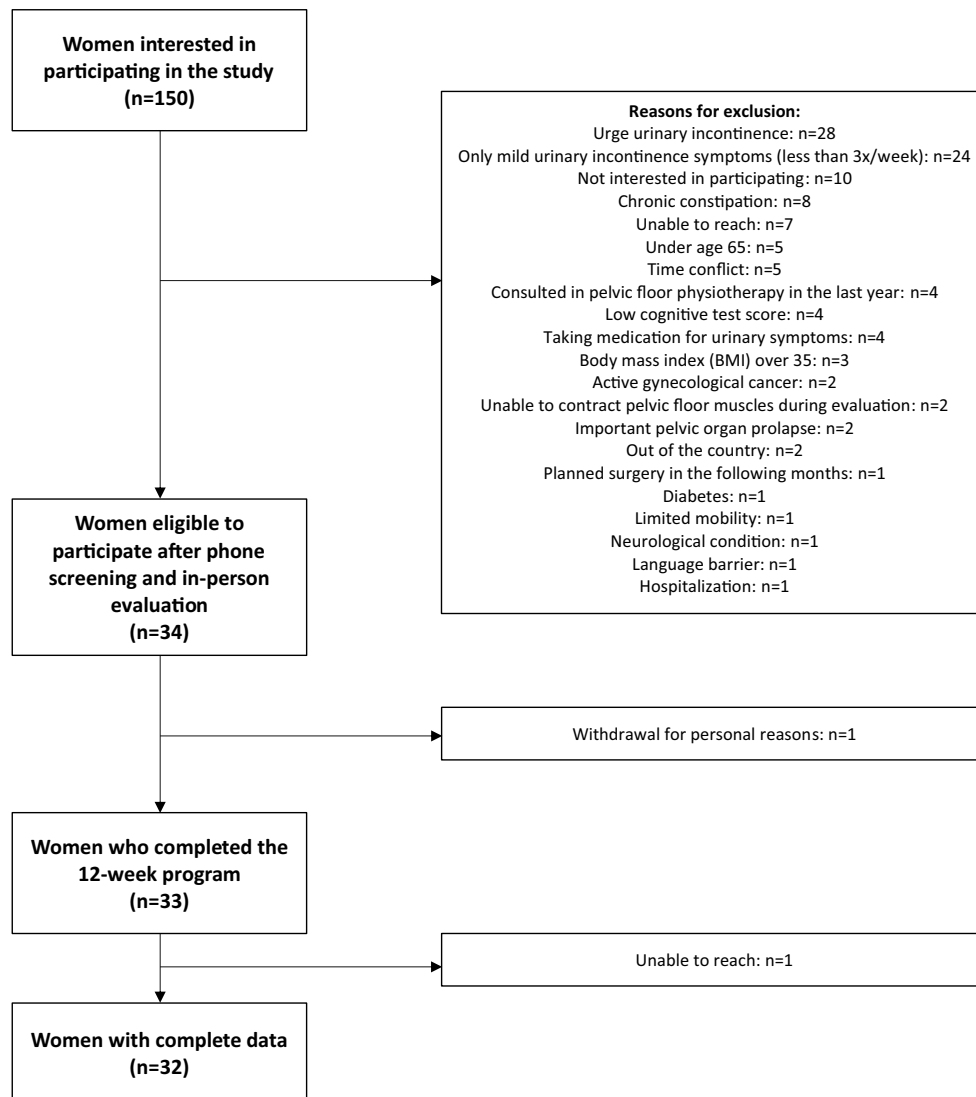 Women interested in
participating in the study
(n=150)
Reasons for exclusion:
Urge urinary incontinence: n=28
Only mild urinary incontinence symptoms (less than 3x/week): n=24
Not interested in participating: n=10
Chronic constipation: n=8
Unable to reach: n=7
Under age 65: n=5
Time conflict: n=5
Consulted in pelvic floor physiotherapy in the last year: n=4
Low cognitive test score: n=4
Taking medication for urinary symptoms: n=4
Body mass index (BMI) over 35: n=3
Active gynecological cancer: n=2
Unable to contract pelvic floor muscles during evaluation: n=2
Important pelvic organ prolapse: n=2
Out of the country: n=2
Planned surgery in the following months: n=1
Diabetes: n=1
Limited mobility: n=1
Neurological condition: n=1
Language barrier: n=1
Hospitalization: n=1
Women eligible to
participate after phone
screening and in-person
evaluation
(n=34)
Withdrawal for personal reasons: n=1
Women who completed the
12-week program
(n=33)
Unable to reach: n=1
Women with complete data
(n=32)